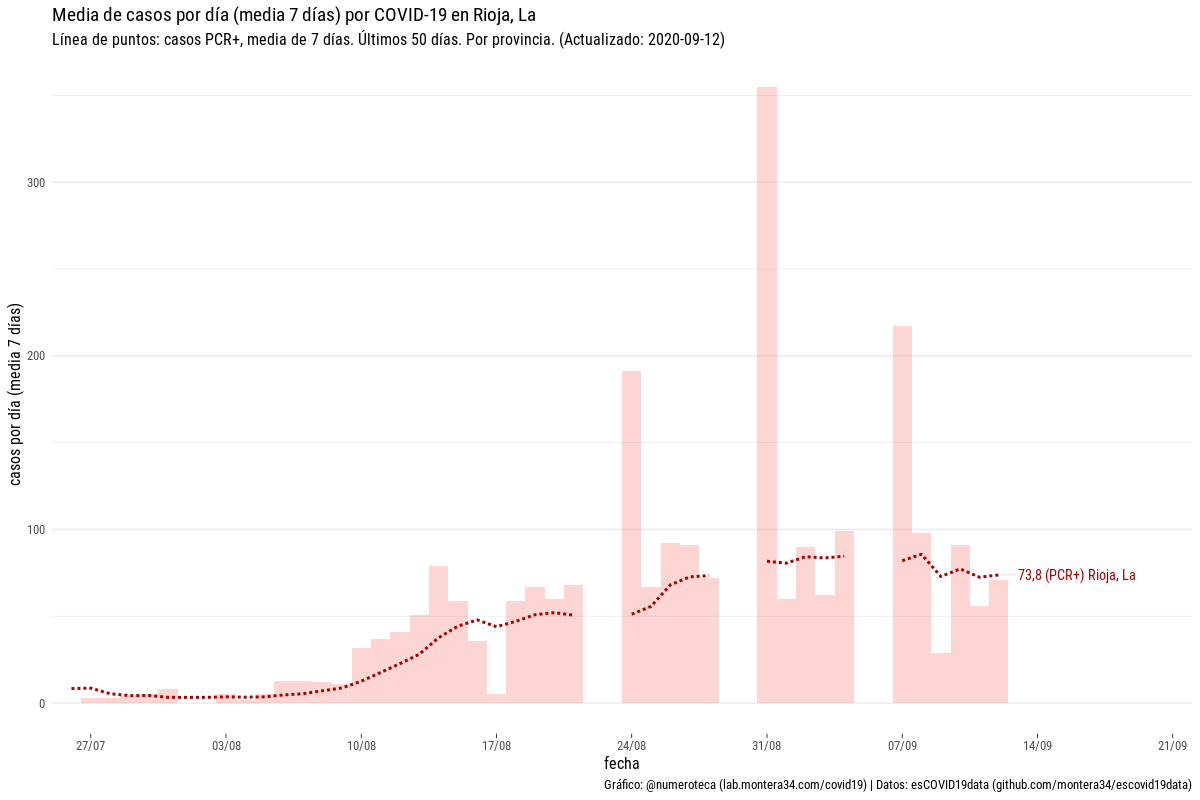 Media de casos por día (media 7 días) por COVID-19 en Rioja, La
Línea de puntos: casos PCR+, media de 7 días. Últimos 50 días. Por provincia. (Actualizado: 2020-09-12)
casos por día (media 7 días)
300
200
100
0
73,8 (PCR+) Rioja, La
27/07 03/08 10/08 17/08 24/08 31/08 07/09 14/09 21/09
fecha
Gráfico: @numeroteca (lab.montera34.com/covid19) | Datos: esCOVID19data (github.com/montera34/escovid19data)